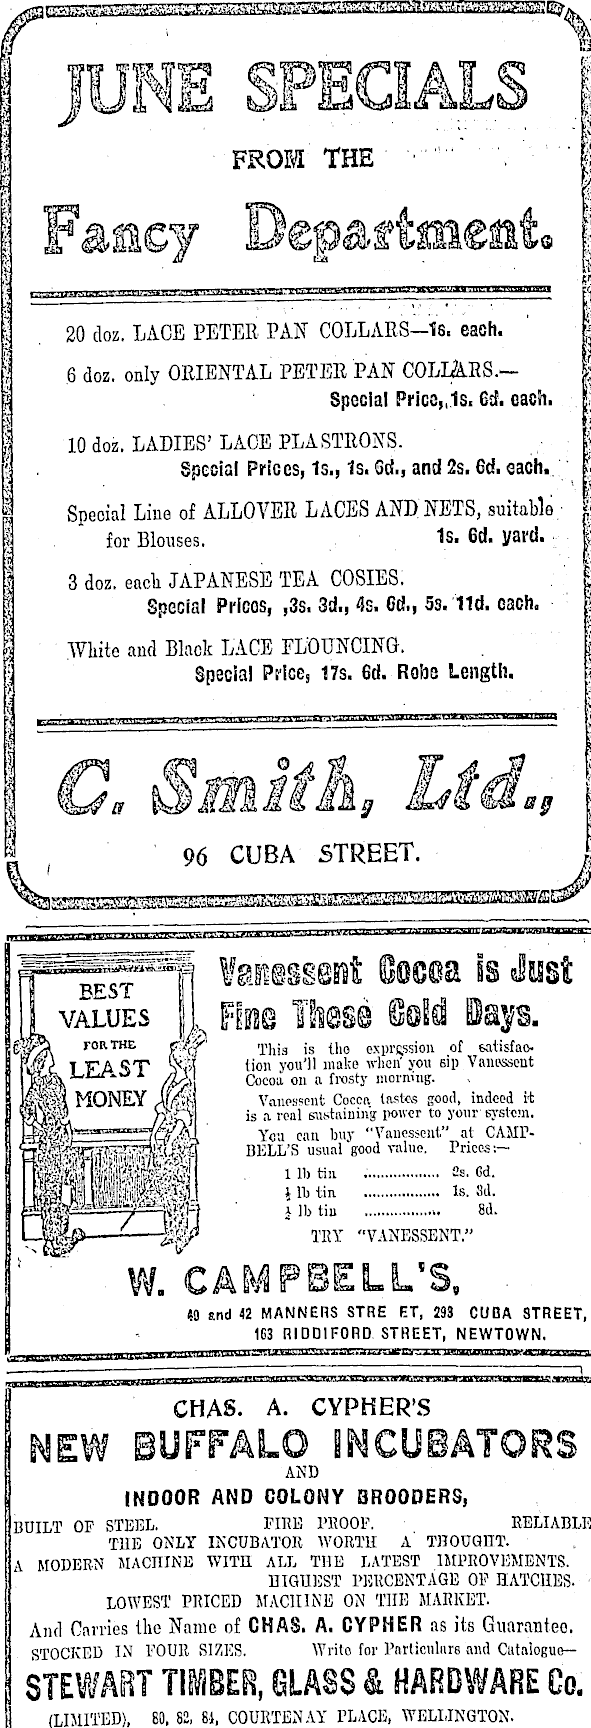 JUNE SPECIALS
FROM THE
Fancy Department.
20 doz. LACE PETER PAN COLLARS—1s. each.
6 doz. only ORIENTAL PETER PAN COLLARS.—
Special Price, 1s. 6d. each.
10 doz. LADIES' LACE PLASTRONS.
Special Prices, 1s., 1s. 6d., and 2s. 6d. each.
Special Line of ALLOVER LACES AND NETS, suitable
for Blouses. 1s. 6d. yard.
3 doz. each JAPANESE TEA COSIES.
Special Prices, 3s. 3d., 4s. 6d., 5s. 11d. each.
White and Black LACE FLOUNCING.
Special Price, 17s. 6d. Robe Length.
C. Smith, Ltd.,
96 CUBA STREET.
BEST
VALUES
FOR THE
LEAST
MONEY
Vanessent Cocoa is Just
Fine These Cold Days.
This is the expression of satisfac-
tion you'll make when you sip Vanessent
Cocoa on a frosty morning.
Vanessent Cocoa tastes good, indeed it
is a real sustaining power to your system.
You can buy "Vanessent" at CAMP-
BELL'S usual good value. Prices:—
1 lb tin .................. 2s. 6d.
lb tin .................. 1s. 3d.
lb tin .................. 8d.
TRY "VANESSENT."
W. CAMPBELL'S,
40 and 42 MANNERS STREET, 293 CUBA STREET,
163 RIDDIFORD STREET, NEWTOWN.
CHAS. A. CYPHER'S
NEW BUFFALO INCUBATORS
AND
INDOOR AND COLONY BROODERS,
BUILT OF STEEL. FIRE PROOF. RELIABLE
THE ONLY INCUBATOR WORTH A THOUGHT.
A MODERN MACHINE WITH ALL THE LATEST IMPROVEMENTS.
HIGHEST PERCENTAGE OF HATCHES.
LOWEST PRICED MACHINE ON THE MARKET.
And Carries the Name of CHAS. A. CYPHER as its Guarantee.
STOCKED IN FOUR SIZES. Write for Particulars and Catalogue—
STEWART TIMBER, GLASS & HARDWARE Co.
(LIMITED), 80, 82, 84, COURTENAY PLACE, WELLINGTON.